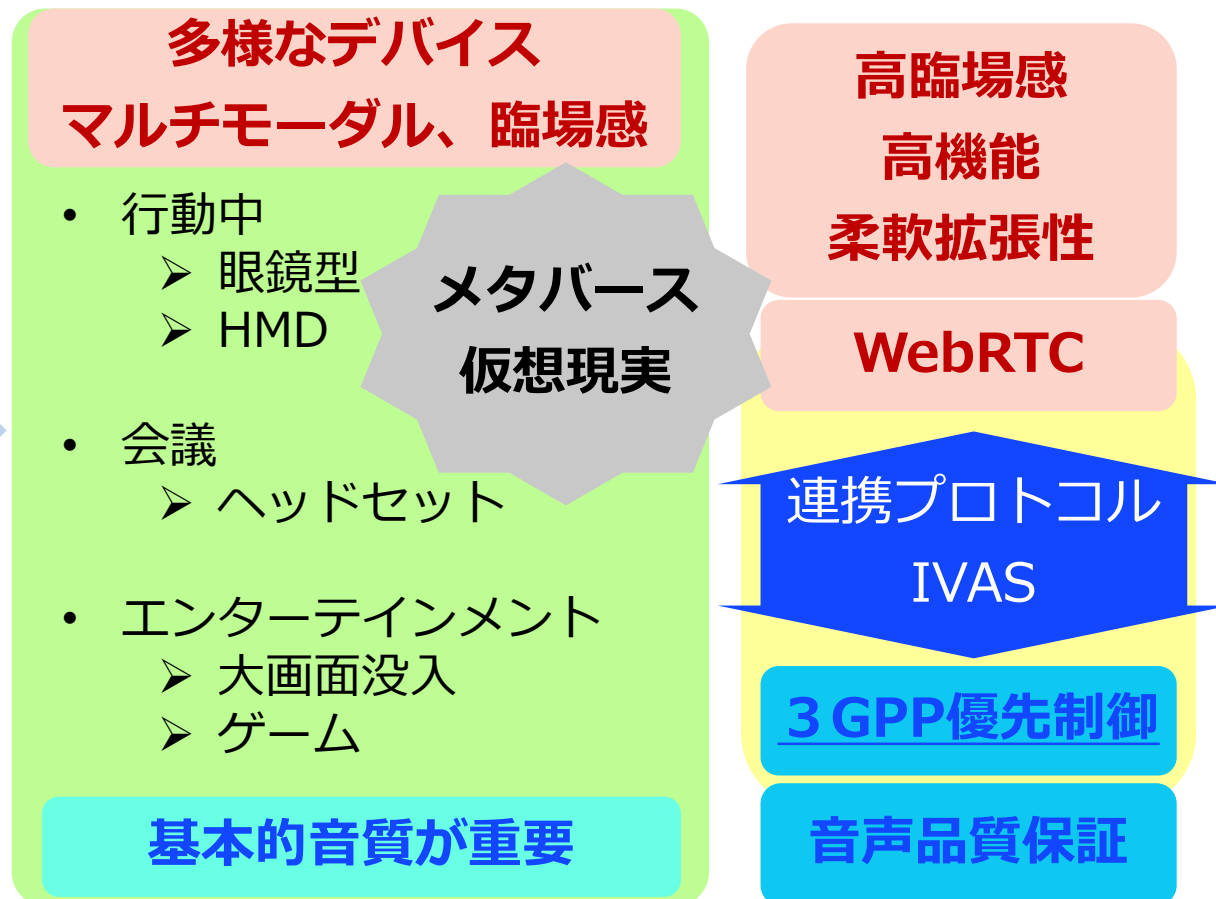 多様なデバイス
マルチモーダル、臨場感
• 行動中
➢ 眼鏡型
➢ HMD
• 会議
➢ ヘッドセット
• エンターテインメント
➢ 大画面没入
➢ ゲーム
基本的音質が重要
メタバース
仮想現実
高臨場感
高機能
柔軟拡張性
WebRTC
連携プロトコル
IVAS
３GPP優先制御
音声品質保証